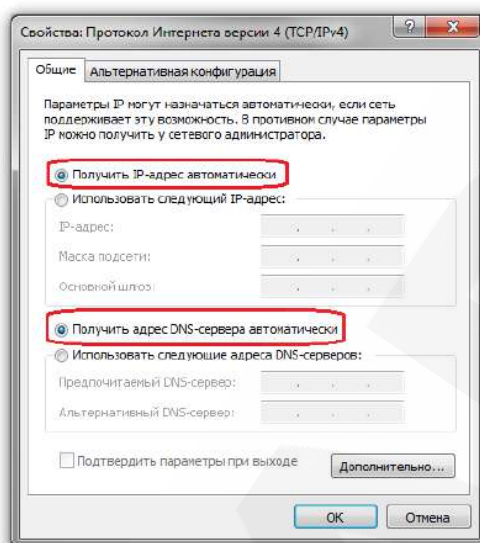 Свойства: Протокол Интернета версии 4 (TCP/IPv4)
Общие
Альтернативная конфигурация
Параметры IP могут назначаться автоматически, если сеть
поддерживает эту возможность. В противном случае параметры
IP можно получить у сетевого администратора.
Получить IP-адрес автоматически
Использовать следующий IP-адрес:
IP-адрес:
Маска подсети:
Основной шлюз:
Получить адрес DNS-сервера автоматически
Использовать следующие адреса DNS-серверов:
Предпочитаемый DNS-сервер:
Альтернативный DNS-сервер:
Подтвердить параметры при выходе
Дополнительно...
ОК
Отмена